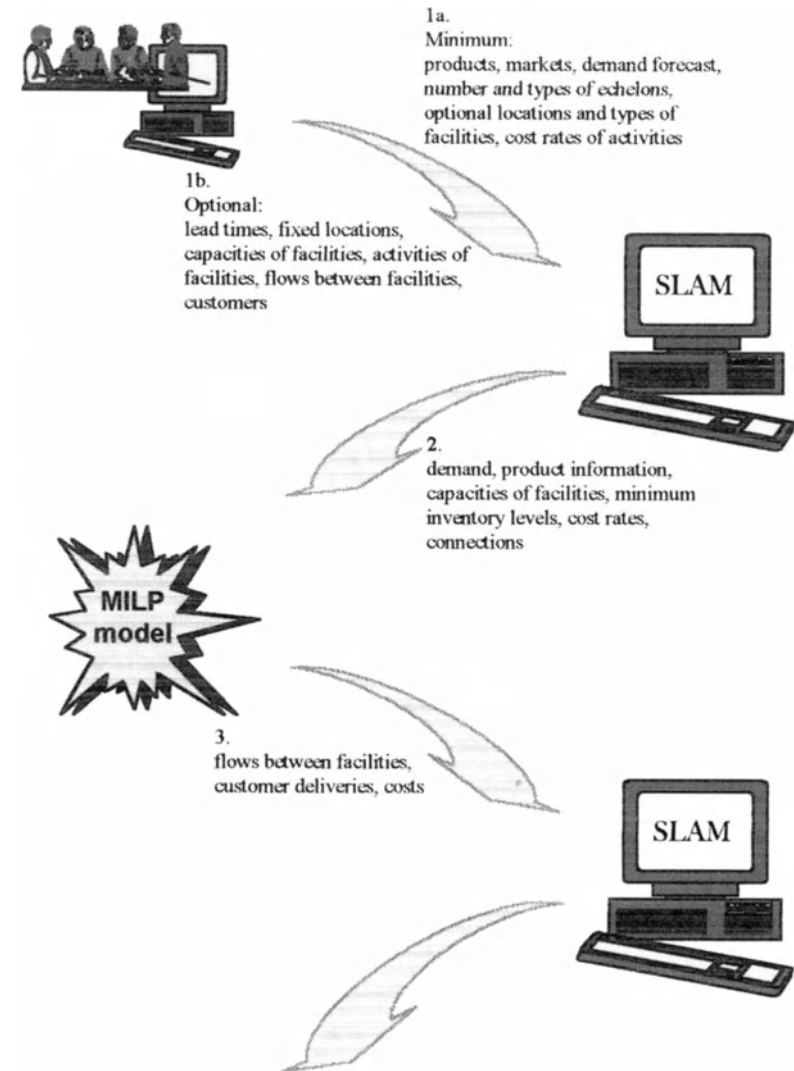 1a.
Minimum:
products, markets, demand forecast,
number and types of echelons,
optional locations and types of
facilities, cost rates of activities
1b.
Optional:
lead times, fixed locations,
capacities of facilities, activities of
facilities, flows between facilities,
customers
SLAM
2.
demand, product information,
capacities of facilities, minimum
inventory levels, cost rates,
connections
MILP
model
3.
flows between facilities,
customer deliveries, costs
SLAM